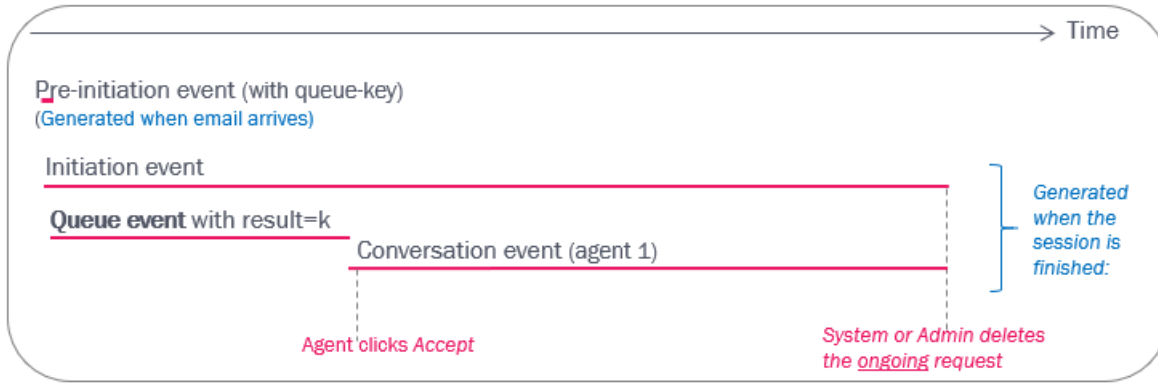 Time
Pre-initiation event (with queue-key)
(Generated when email arrives)
Initiation event
Queue event with result=k
Conversation event (agent 1)
Generated
when the
session is
finished:
Agent clicks Accept
System or Admin deletes
the ongoing request